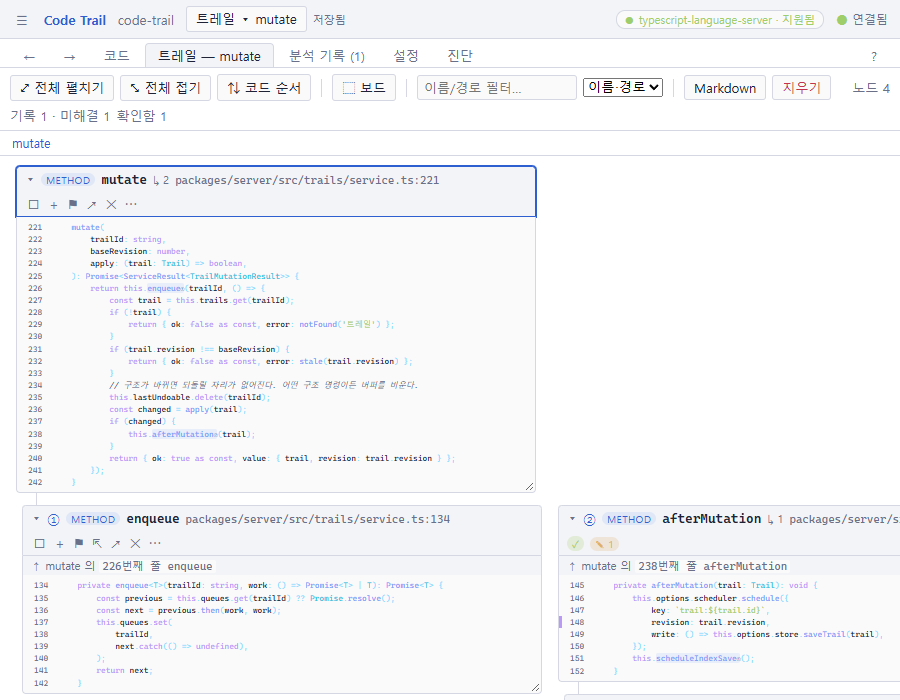 ☰ Code Trail code-trail 트레일 ▾ mutate 저장됨 typescript-language-server · 지원됨 연결됨
← → 코드 트레일 — mutate 분석 기록 (1) 설정 진단 ?
⤢ 전체 펼치기 ⤡ 전체 접기 ↑↓ 코드 순서 보드 이름/경로 필터… 이름·경로 Markdown 지우기 노드 4
기록 1 · 미해결 1 확인함 1
mutate
▾ METHOD mutate ↳ 2 packages/server/src/trails/service.ts:221
221 mutate(
222 trailId: string,
223 baseRevision: number,
224 apply: (trail: Trail) => boolean,
225 ): Promise<ServiceResult<TrailMutationResult>> {
226 return this.enqueue(trailId, () => {
227 const trail = this.trails.get(trailId);
228 if (!trail) {
229 return { ok: false as const, error: notFound('트레일') };
230 }
231 if (trail.revision !== baseRevision) {
232 return { ok: false as const, error: stale(trail.revision) };
233 }
234 // 구조가 바뀌면 되돌릴 자리가 없어진다. 어떤 구조 명령이든 버퍼를 비운다.
235 this.lastUndoable.delete(trailId);
236 const changed = apply(trail);
237 if (changed) {
238 this.afterMutation(trail);
239 }
240 return { ok: true as const, value: { trail, revision: trail.revision } };
241 });
242 }
▾ ① METHOD enqueue packages/server/src/trails/service.ts:134
↑ mutate 의 226번째 줄 enqueue
134 private enqueue<T>(trailId: string, work: () => Promise<T> | T): Promise<T> {
135 const previous = this.queues.get(trailId) ?? Promise.resolve();
136 const next = previous.then(work, work);
137 this.queues.set(
138 trailId,
139 next.catch(() => undefined),
140 );
141 return next;
142 }
▾ ② METHOD afterMutation ↳ 1 packages/server/s
✓ ✎ 1
↑ mutate 의 238번째 줄 afterMutation
145 private afterMutation(trail: Trail): void {
146 this.options.scheduler.schedule({
147 key: `trail:${trail.id}`,
148 revision: trail.revision,
149 write: () => this.options.store.saveTrail(trail),
150 });
151 this.scheduleIndexSave();
152 }